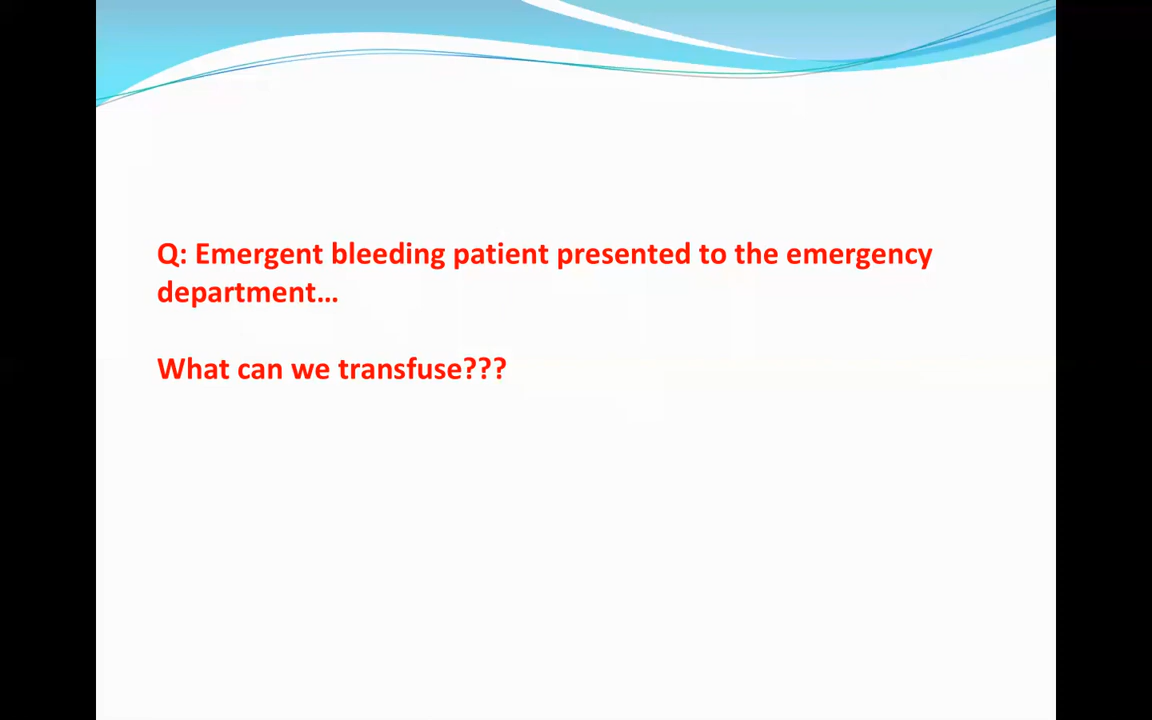 Q: Emergent bleeding patient presented to the emergency
department...
What can we transfuse???